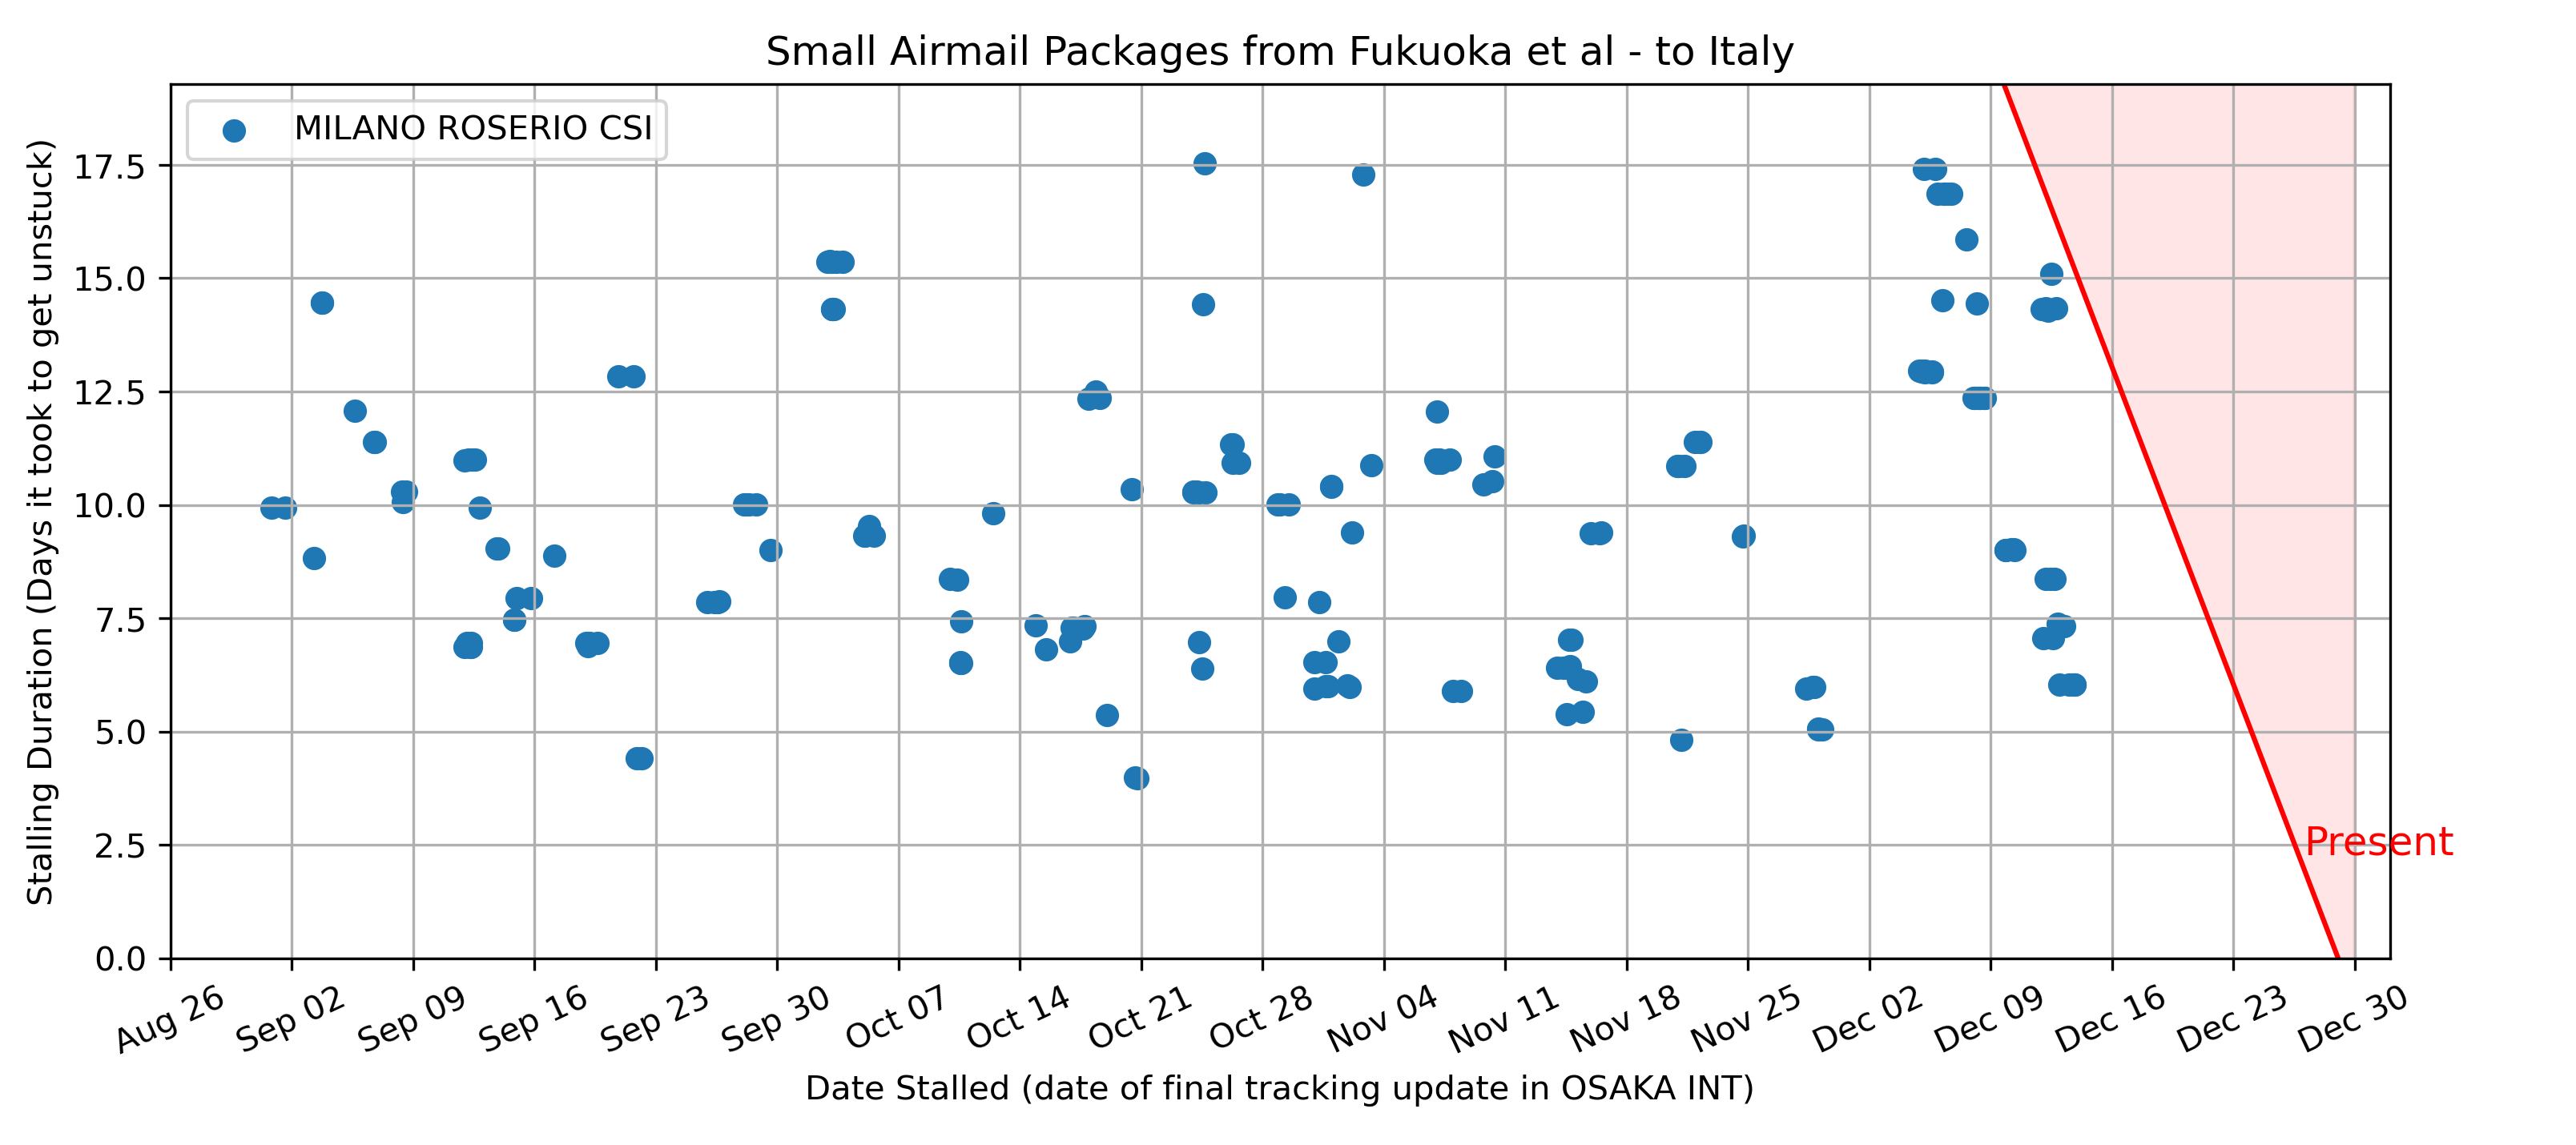 Small Airmail Packages from Fukuoka et al - to Italy
MILANO ROSERIO CSI
Stalling Duration (Days it took to get unstuck)
17.5
15.0
12.5
10.0
7.5
5.0
2.5
0.0
Present
Aug 26
Sep 02
Sep 09
Sep 16
Sep 23
Sep 30
Oct 07
Oct 14
Oct 21
Oct 28
Nov 04
Nov 11
Nov 18
Nov 25
Dec 02
Dec 09
Dec 16
Dec 23
Dec 30
Date Stalled (date of final tracking update in OSAKA INT)